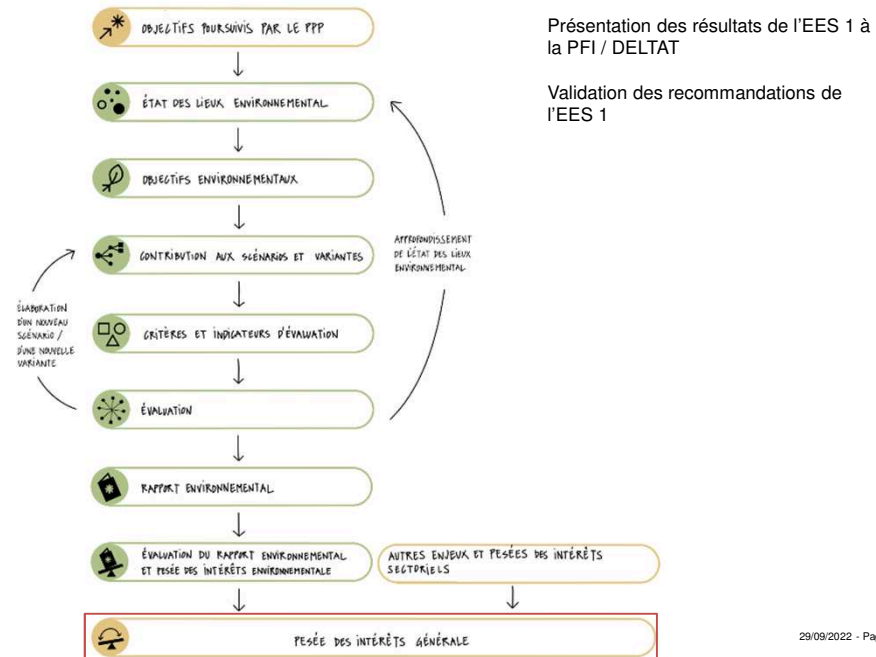 OBJECTIFS POURSUIVIS PAR LE PPP
ÉTAT DES LIEUX ENVIRONNEMENTAL
OBJECTIFS ENVIRONNEMENTAUX
CONTRIBUTION AUX SCÉNARIOS ET VARIANTES
CRITÈRES ET INDICATEURS D'ÉVALUATION
ÉVALUATION
RAPPORT ENVIRONNEMENTAL
ÉVALUATION DU RAPPORT ENVIRONNEMENTAL
ET PESÉE DES INTÉRÊTS ENVIRONNEMENTALE
AUTRES ENJEUX ET PESÉES DES INTÉRÊTS
SECTORIELS
PESÉE DES INTÉRÊTS GÉNÉRALE
ÉLABORATION
D'UN NOUVEAU
SCÉNARIO /
D'UNE NOUVELLE
VARIANTE
APPROFONDISSEMENT
DE L'ÉTAT DES LIEUX
ENVIRONNEMENTAL
Présentation des résultats de l'EES 1 à
la PFI / DELTAT
Validation des recommandations de
l'EES 1
29/09/2022 - Pa